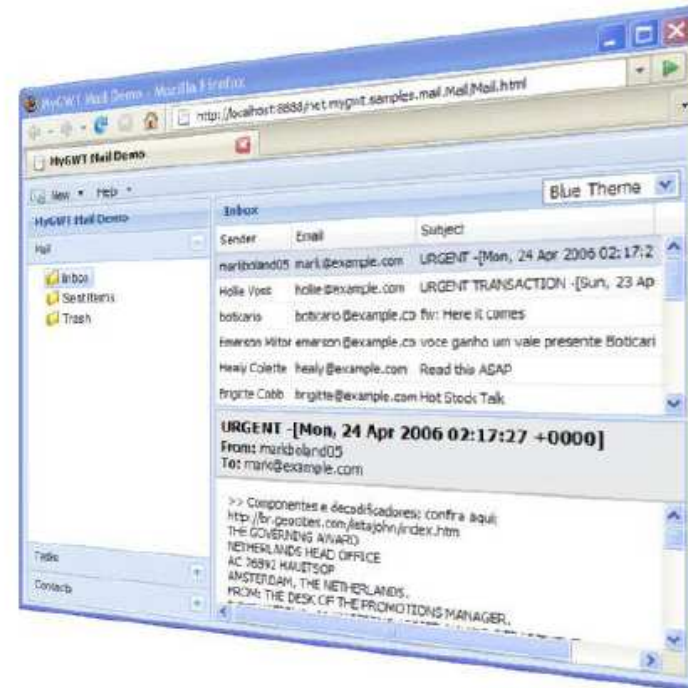 MyGWT Mail Demo - Mozilla Firefox
http://localhost:8888/net.mygwt.samples.mail.Mail/Mail.html
MyGWT Mail Demo
New Help
Blue Theme
MyGWT Mail Demo
Mail
Inbox
Sent Items
Trash
Tasks
Contacts
Inbox
Sender Email Subject
markboland05 mark@example.com URGENT -[Mon, 24 Apr 2006 02:17:2
Hollie Voss hollie@example.com URGENT TRANSACTION -[Sun, 23 Ap
boticario boticario@example.co fw: Here it comes
Emerson Milton emerson@example.co voce ganho um vale presente Boticari
Healy Colette healy@example.com Read this ASAP
Brigitte Cobb brigitte@example.com Hot Stock Talk
URGENT -[Mon, 24 Apr 2006 02:17:27 +0000]
From: markboland05
To: mark@example.com
>> Componentes e decodificadores; confira aqui;
http://br.geocities.com/listajohn/index.htm
THE GOVERNING AWARD
NETHERLANDS HEAD OFFICE
AC 76892 HAUITSOP
AMSTERDAM, THE NETHERLANDS.
FROM: THE DESK OF THE PROMOTIONS MANAGER.